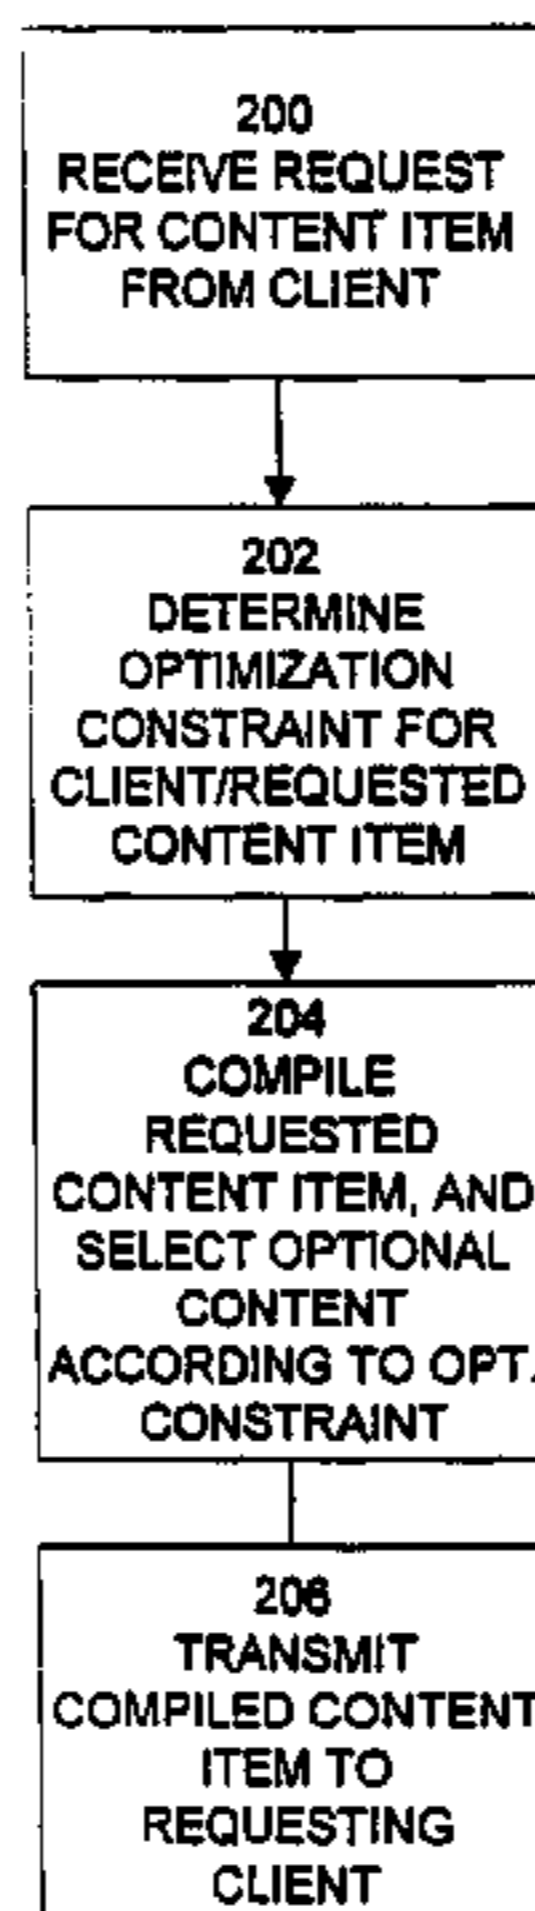 200
RECEIVE REQUEST
FOR CONTENT ITEM
FROM CLIENT
202
DETERMINE
OPTIMIZATION
CONSTRAINT FOR
CLIENT/REQUESTED
CONTENT ITEM
204
COMPILE
REQUESTED
CONTENT ITEM, AND
SELECT OPTIONAL
CONTENT
ACCORDING TO OPT.
CONSTRAINT
206
TRANSMIT
COMPILED CONTENT
ITEM TO
REQUESTING
CLIENT